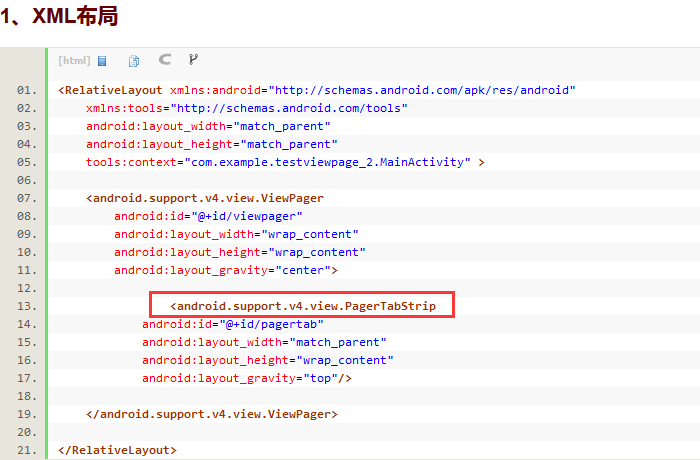 1、XML布局
[html]
01. <RelativeLayout xmlns:android="http://schemas.android.com/apk/res/android"
02.     xmlns:tools="http://schemas.android.com/tools"
03.     android:layout_width="match_parent"
04.     android:layout_height="match_parent"
05.     tools:context="com.example.testviewpage_2.MainActivity" >
06.
07.     <android.support.v4.view.ViewPager
08.         android:id="@+id/viewpager"
09.         android:layout_width="wrap_content"
10.         android:layout_height="wrap_content"
11.         android:layout_gravity="center">
12.
13.                 <android.support.v4.view.PagerTabStrip
14.             android:id="@+id/pagertab"
15.             android:layout_width="match_parent"
16.             android:layout_height="wrap_content"
17.             android:layout_gravity="top"/>
18.
19.     </android.support.v4.view.ViewPager>
20.
21. </RelativeLayout>